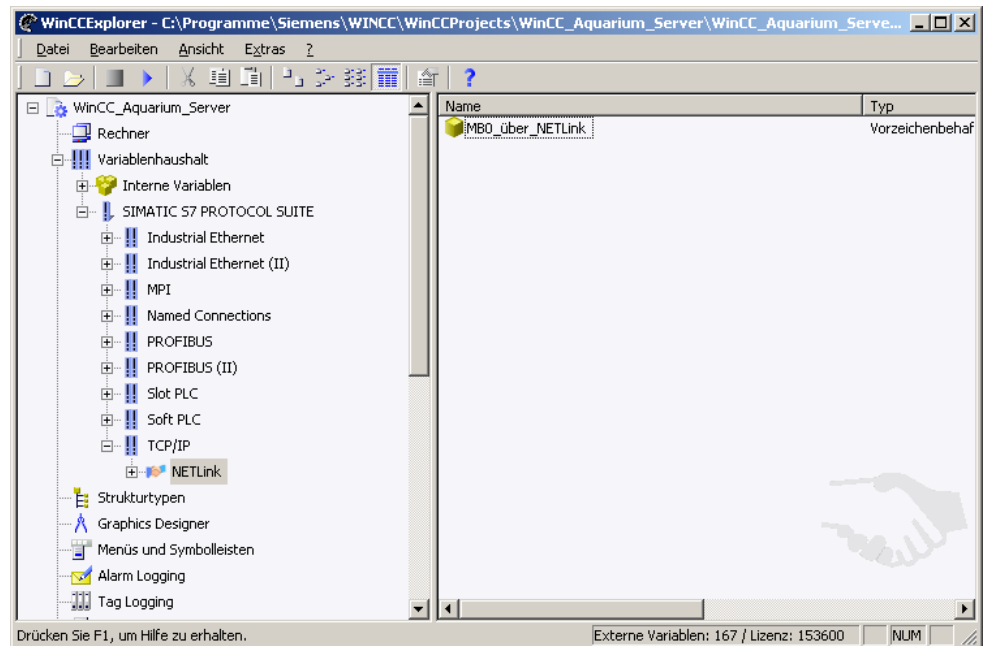 WinCCExplorer - C:\Programme\Siemens\WINCC\WinCCProjects\WinCC_Aquarium_Server\WinCC_Aquarium_Serve...
Datei Bearbeiten Ansicht Extras ?
WinCC_Aquarium_Server
Rechner
Variablenhaushalt
Interne Variablen
SIMATIC S7 PROTOCOL SUITE
Industrial Ethernet
Industrial Ethernet (II)
MPI
Named Connections
PROFIBUS
PROFIBUS (II)
Slot PLC
Soft PLC
TCP/IP
NETLink
Strukturtypen
Graphics Designer
Menüs und Symbolleisten
Alarm Logging
Tag Logging
Name Typ
MB0_über_NETLink Vorzeichenbehaf
Drücken Sie F1, um Hilfe zu erhalten. Externe Variablen: 167 / Lizenz: 153600 NUM